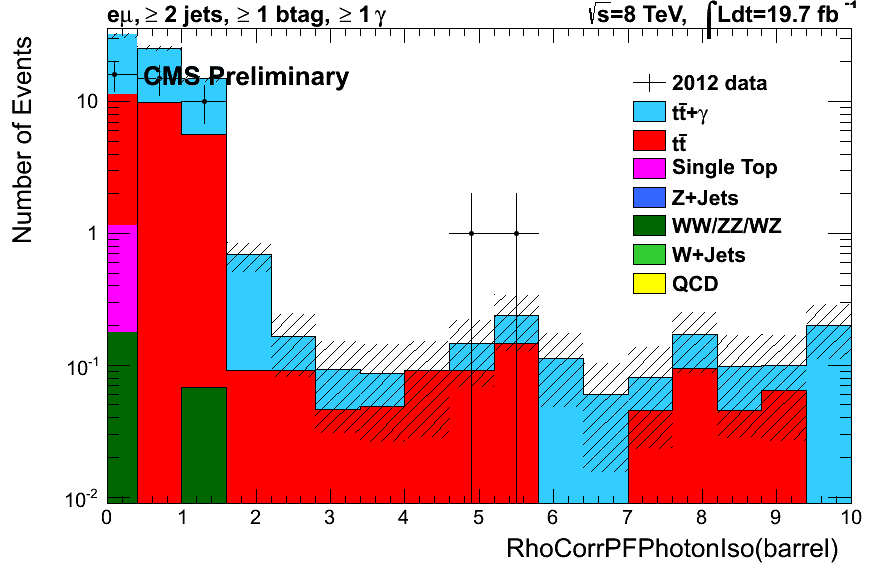 eμ, ≥ 2 jets, ≥ 1 btag, ≥ 1 γ
√s=8 TeV, ∫Ldt=19.7 fb⁻¹
CMS Preliminary
2012 data
tt̄+γ
tt̄
Single Top
Z+Jets
WW/ZZ/WZ
W+Jets
QCD
Number of Events
10
1
10⁻¹
10⁻²
0 1 2 3 4 5 6 7 8 9 10
RhoCorrPFPhotonIso(barrel)